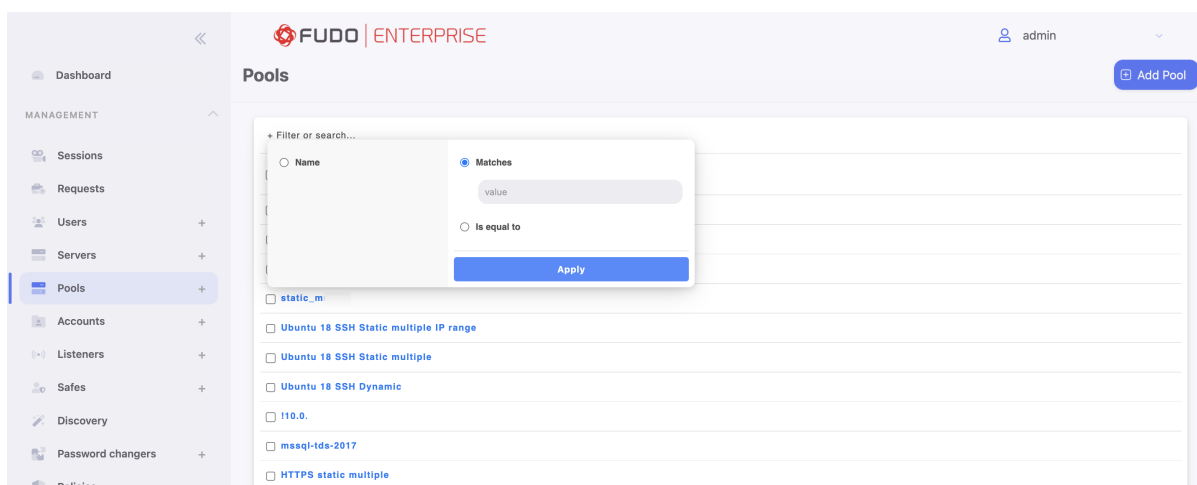 FUDO ENTERPRISE
admin
Dashboard
Pools
Add Pool
MANAGEMENT
+ Filter or search...
Sessions
Name
Matches
Requests
value
Users +
Is equal to
Servers +
Apply
Pools +
static_m
Accounts +
Ubuntu 18 SSH Static multiple IP range
Listeners +
Ubuntu 18 SSH Static multiple
Safes +
Ubuntu 18 SSH Dynamic
Discovery
!10.0.
Password changers +
mssql-tds-2017
HTTPS static multiple